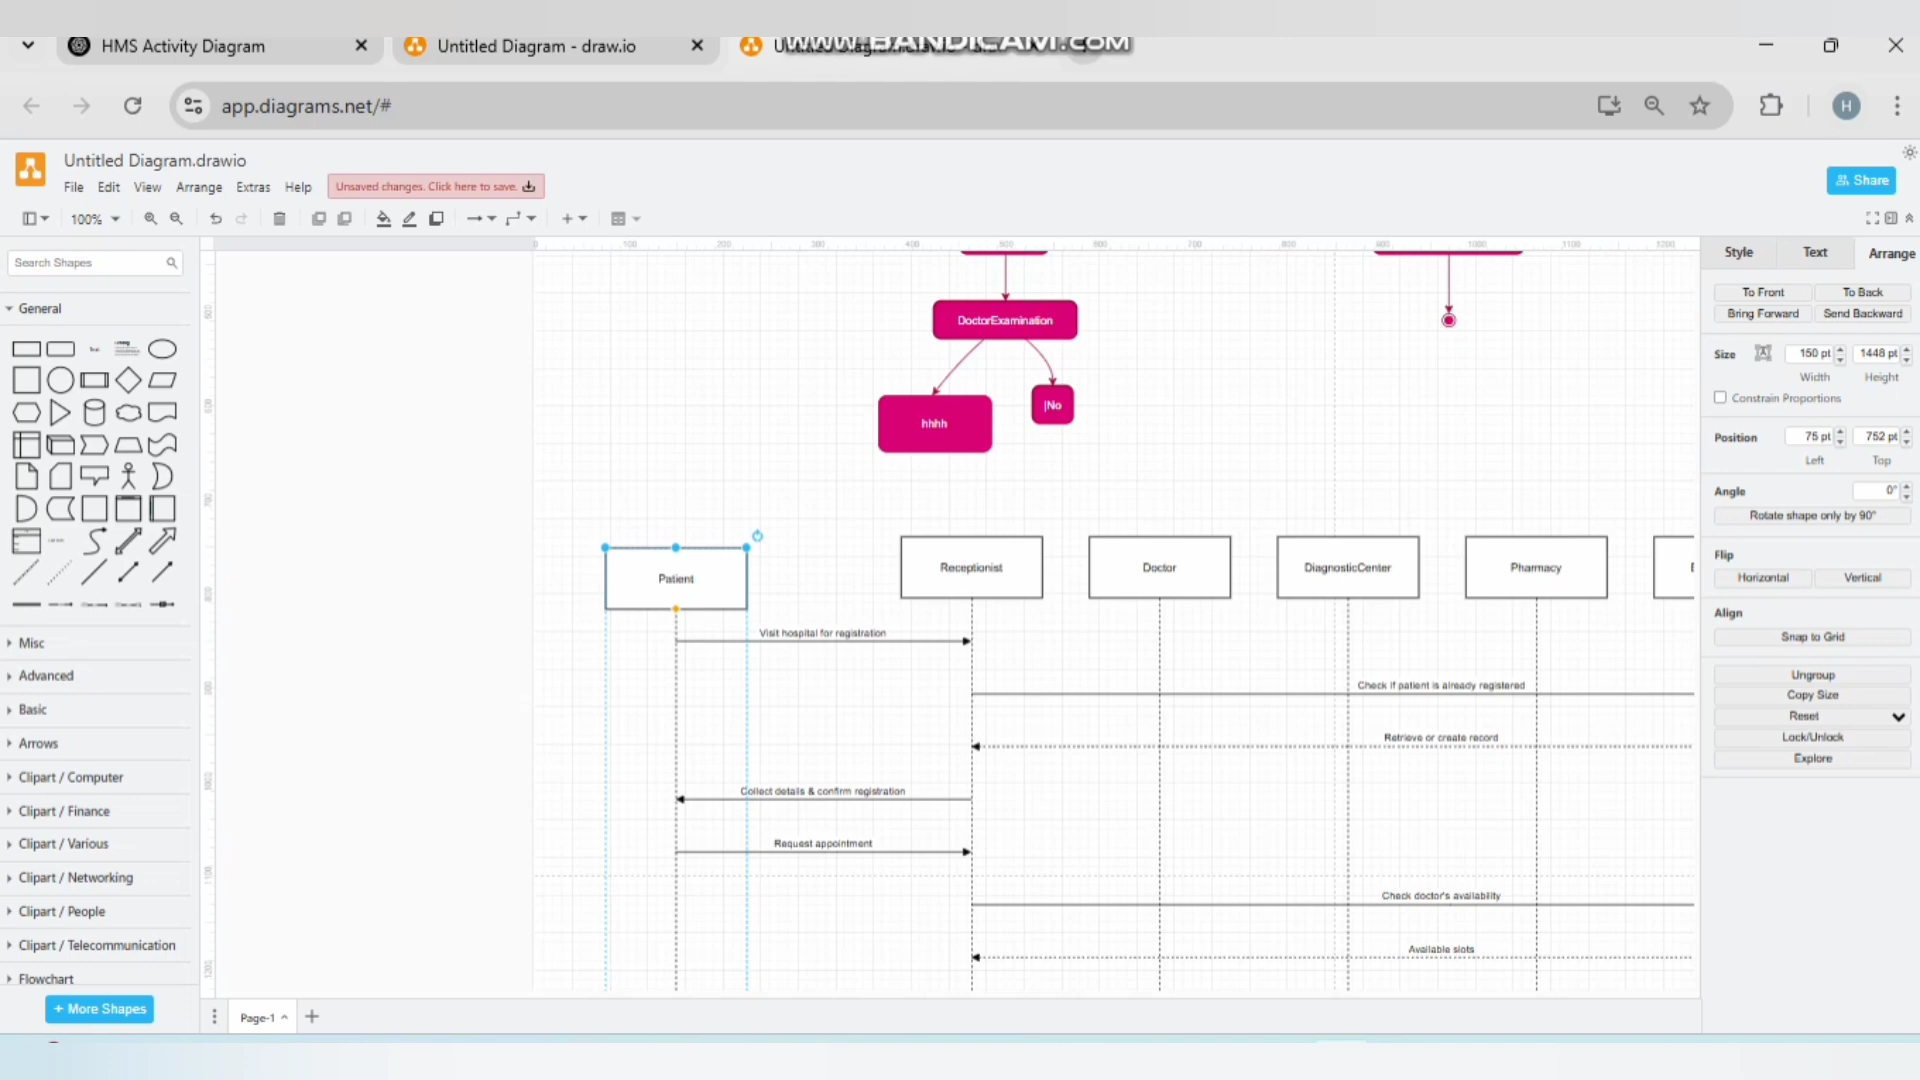 HMS Activity Diagram
Untitled Diagram - draw.io
WWW.BANDICAM.COM
app.diagrams.net/#
H
Untitled Diagram.drawio
File Edit View Arrange Extras Help
Unsaved changes. Click here to save.
Share
100%
Search Shapes
General
Misc
Advanced
Basic
Arrows
Clipart / Computer
Clipart / Finance
Clipart / Various
Clipart / Networking
Clipart / People
Clipart / Telecommunication
Flowchart
+ More Shapes
DoctorExamination
hhhh
|No
Patient
Receptionist
Doctor
DiagnosticCenter
Pharmacy
Visit hospital for registration
Check if patient is already registered
Retrieve or create record
Collect details & confirm registration
Request appointment
Check doctor's availability
Available slots
Page-1
Style Text Arrange
To Front To Back
Bring Forward Send Backward
Size 150 pt 1448 pt
Width Height
Constrain Proportions
Position 75 pt 752 pt
Left Top
Angle 0°
Rotate shape only by 90°
Flip
Horizontal Vertical
Align
Snap to Grid
Ungroup
Copy Size
Reset
Lock/Unlock
Explore